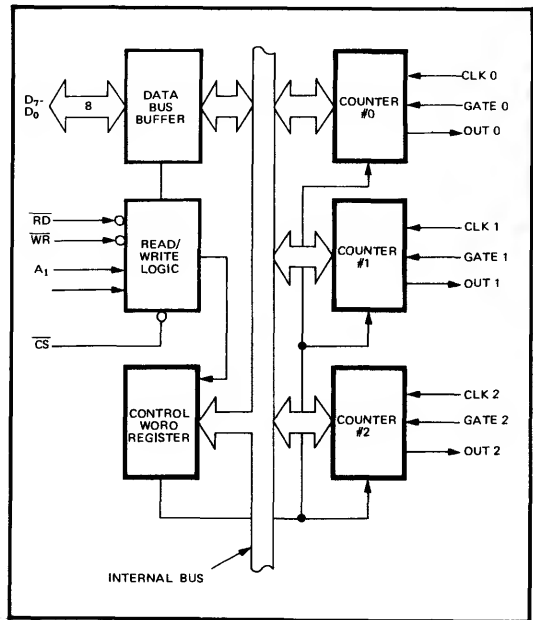 D7-
D0
8
DATA
BUS
BUFFER
COUNTER
#0
CLK 0
GATE 0
OUT 0
RD
WR
A1
CS
READ/
WRITE
LOGIC
COUNTER
#1
CLK 1
GATE 1
OUT 1
CONTROL
WORO
REGISTER
COUNTER
#2
CLK 2
GATE 2
OUT 2
INTERNAL BUS